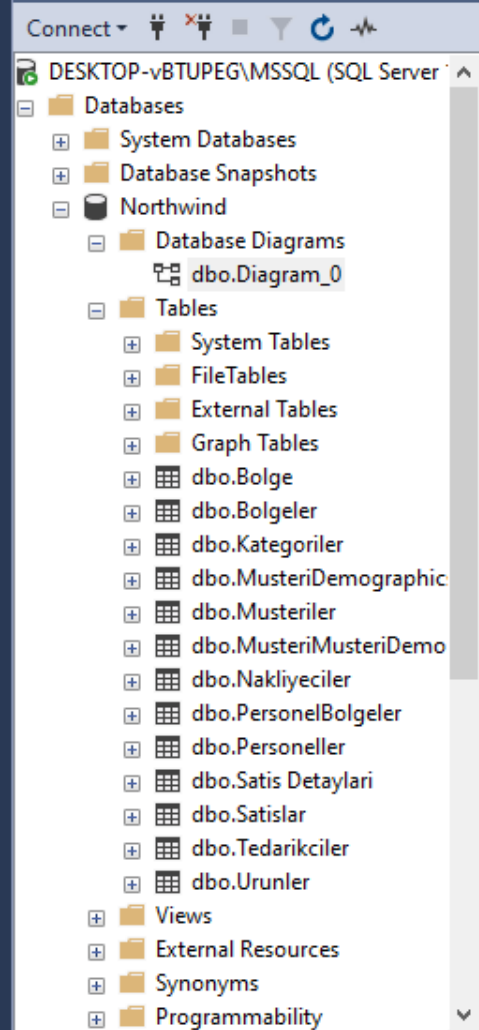 Connect
DESKTOP-vBTUPEG\MSSQL (SQL Server
Databases
System Databases
Database Snapshots
Northwind
Database Diagrams
dbo.Diagram_0
Tables
System Tables
FileTables
External Tables
Graph Tables
dbo.Bolge
dbo.Bolgeler
dbo.Kategoriler
dbo.MusteriDemographic
dbo.Musteriler
dbo.MusteriMusteriDemo
dbo.Nakliyeciler
dbo.PersonelBolgeler
dbo.Personeller
dbo.Satis Detaylari
dbo.Satislar
dbo.Tedarikciler
dbo.Urunler
Views
External Resources
Synonyms
Programmability